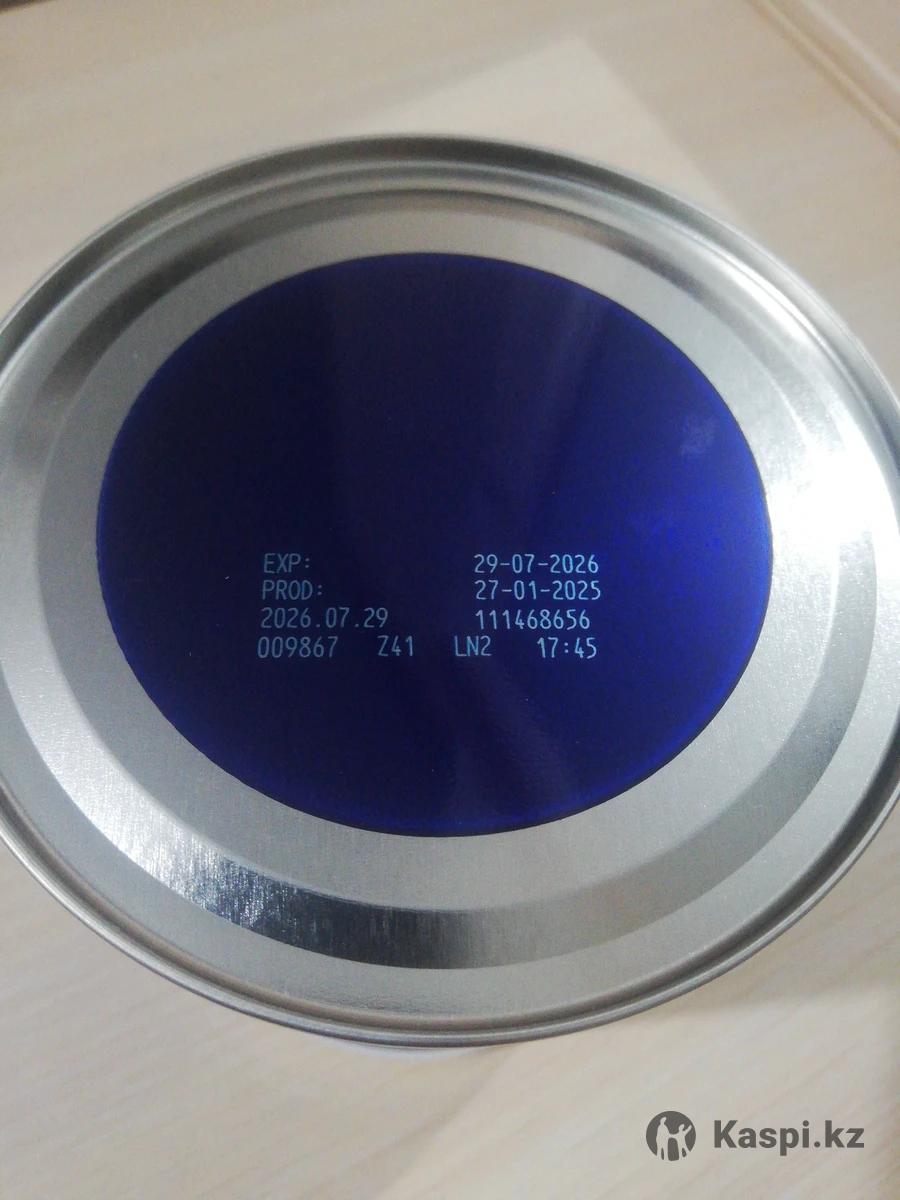 EXP: 29-07-2026
PROD: 27-01-2025
2026.07.29 111468656
009867 Z41 LN2 17:45
Kaspi.kz